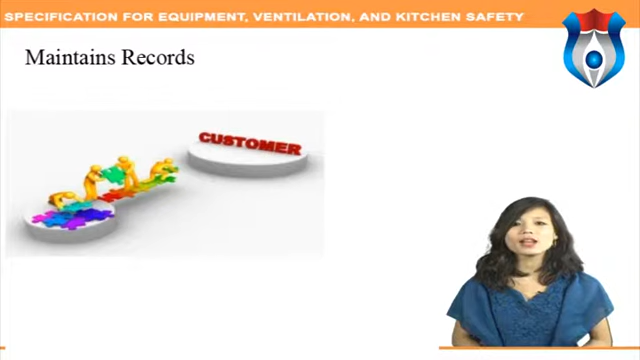 SPECIFICATION FOR EQUIPMENT, VENTILATION, AND KITCHEN SAFETY
Maintains Records
CUSTOMER